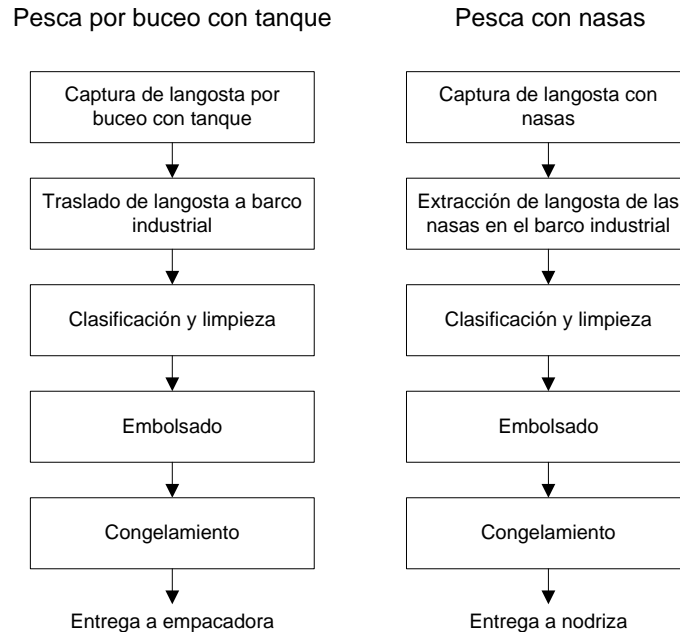 Pesca por buceo con tanque
Captura de langosta por
buceo con tanque
Traslado de langosta a barco
industrial
Clasificación y limpieza
Embolsado
Congelamiento
Entrega a empacadora
Pesca con nasas
Captura de langosta con
nasas
Extracción de langosta de las
nasas en el barco industrial
Clasificación y limpieza
Embolsado
Congelamiento
Entrega a nodriza